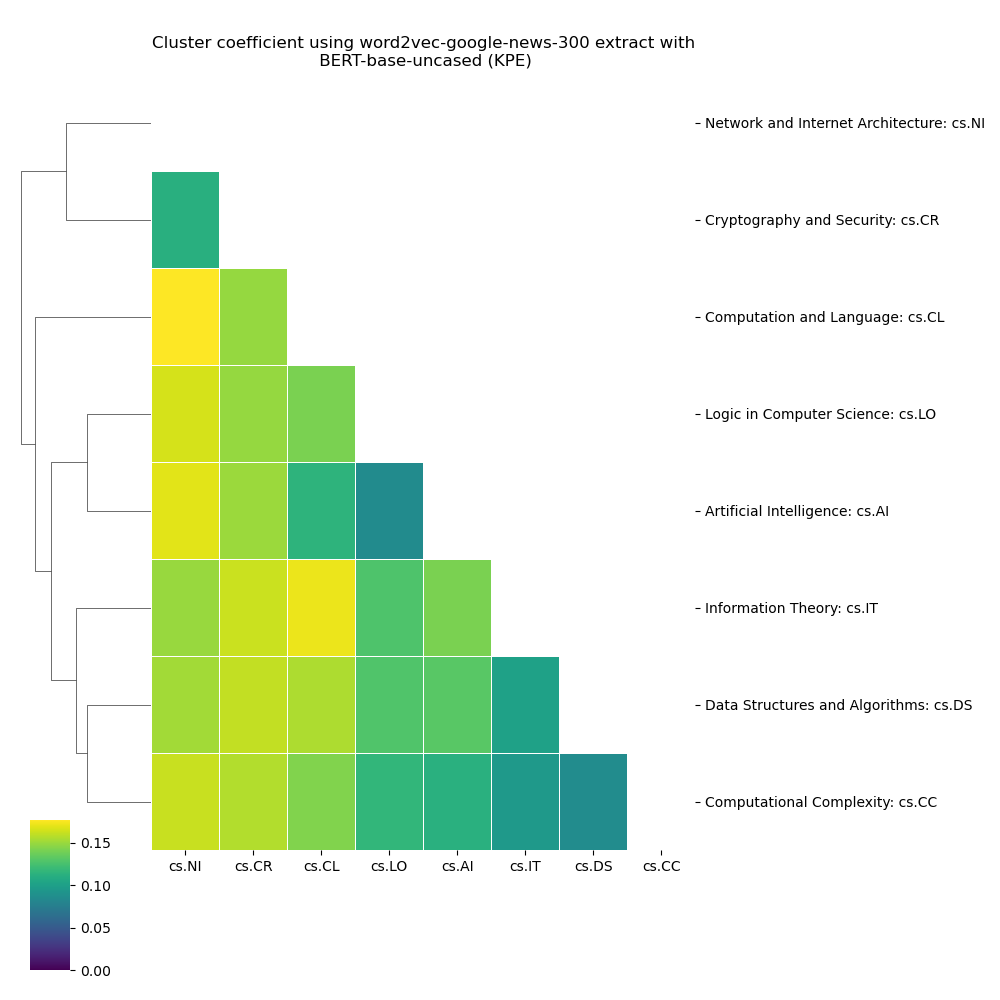 Cluster coefficient using word2vec-google-news-300 extract with
BERT-base-uncased (KPE)
Network and Internet Architecture: cs.NI
Cryptography and Security: cs.CR
Computation and Language: cs.CL
Logic in Computer Science: cs.LO
Artificial Intelligence: cs.AI
Information Theory: cs.IT
Data Structures and Algorithms: cs.DS
Computational Complexity: cs.CC
cs.NI cs.CR cs.CL cs.LO cs.AI cs.IT cs.DS cs.CC
0.15
0.10
0.05
0.00